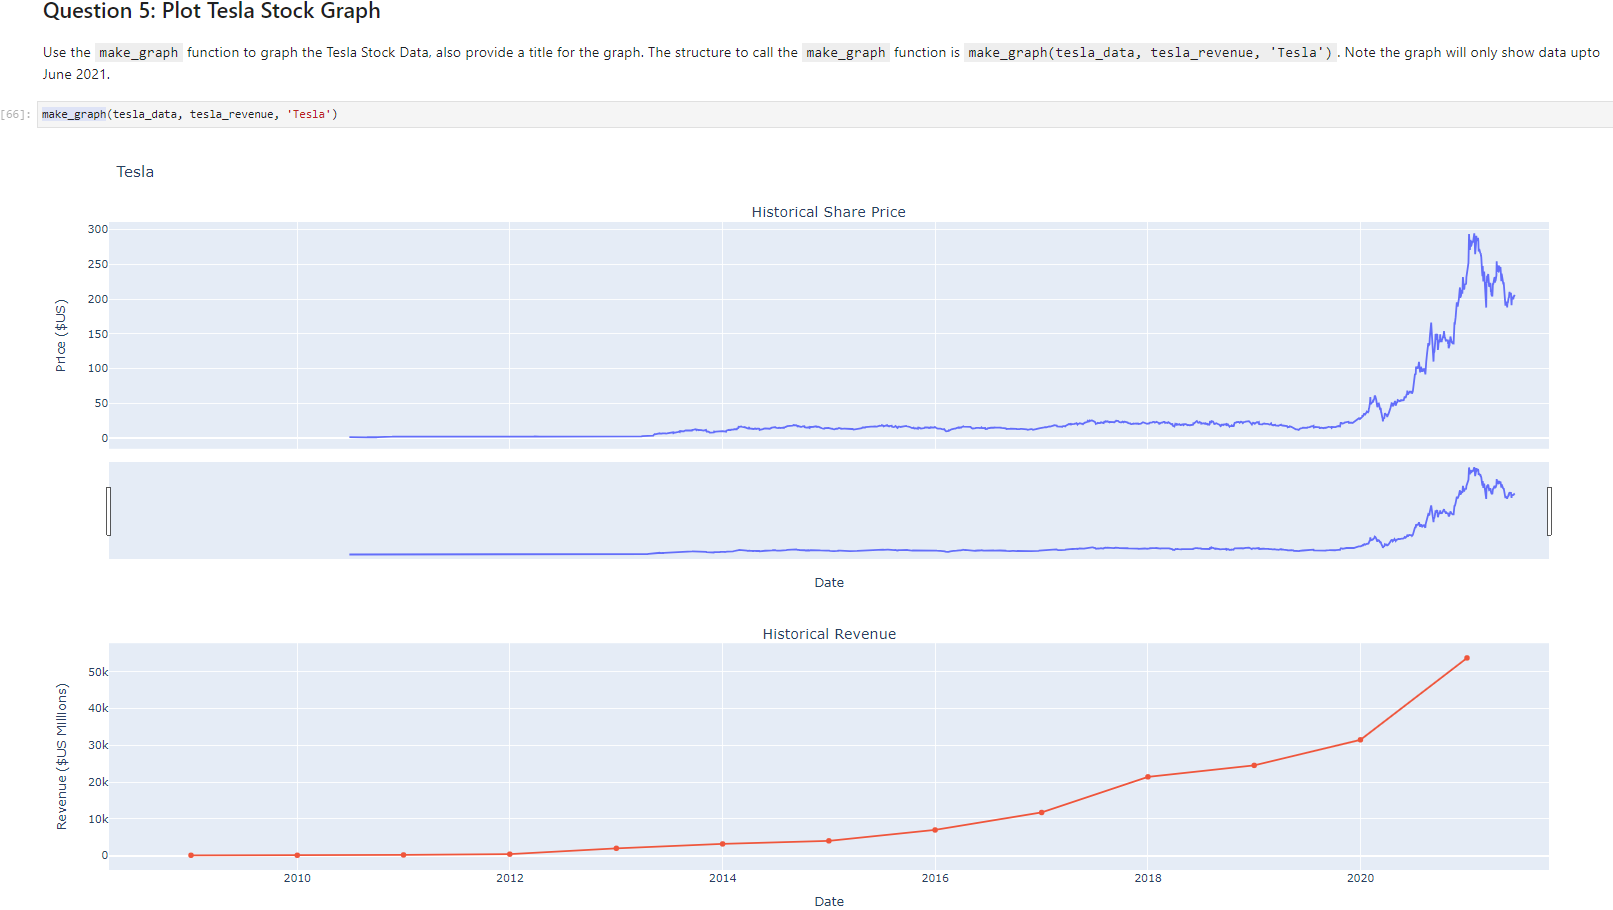 Question 5: Plot Tesla Stock Graph
Use the make_graph function to graph the Tesla Stock Data, also provide a title for the graph. The structure to call the make_graph function is make_graph(tesla_data, tesla_revenue, 'Tesla'). Note the graph will only show data upto
June 2021.
[66]: make_graph(tesla_data, tesla_revenue, 'Tesla')
Tesla
Historical Share Price
300
250
200
150
100
50
0
Price ($US)
Date
Historical Revenue
50k
40k
30k
20k
10k
0
Revenue ($US Millions)
2010 2012 2014 2016 2018 2020
Date